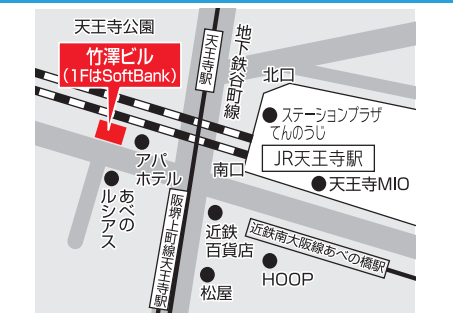 天王寺公園
竹澤ビル
(1FはSoftBank)
天王寺駅
地下鉄谷町線
北口
ステーションプラザ
てんのうじ
JR天王寺駅
天王寺MIO
南口
アパ
ホテル
あべの
ルシアス
阪堺上町線天王寺駅
近鉄
百貨店
近鉄南大阪線あべの橋駅
HOOP
松屋